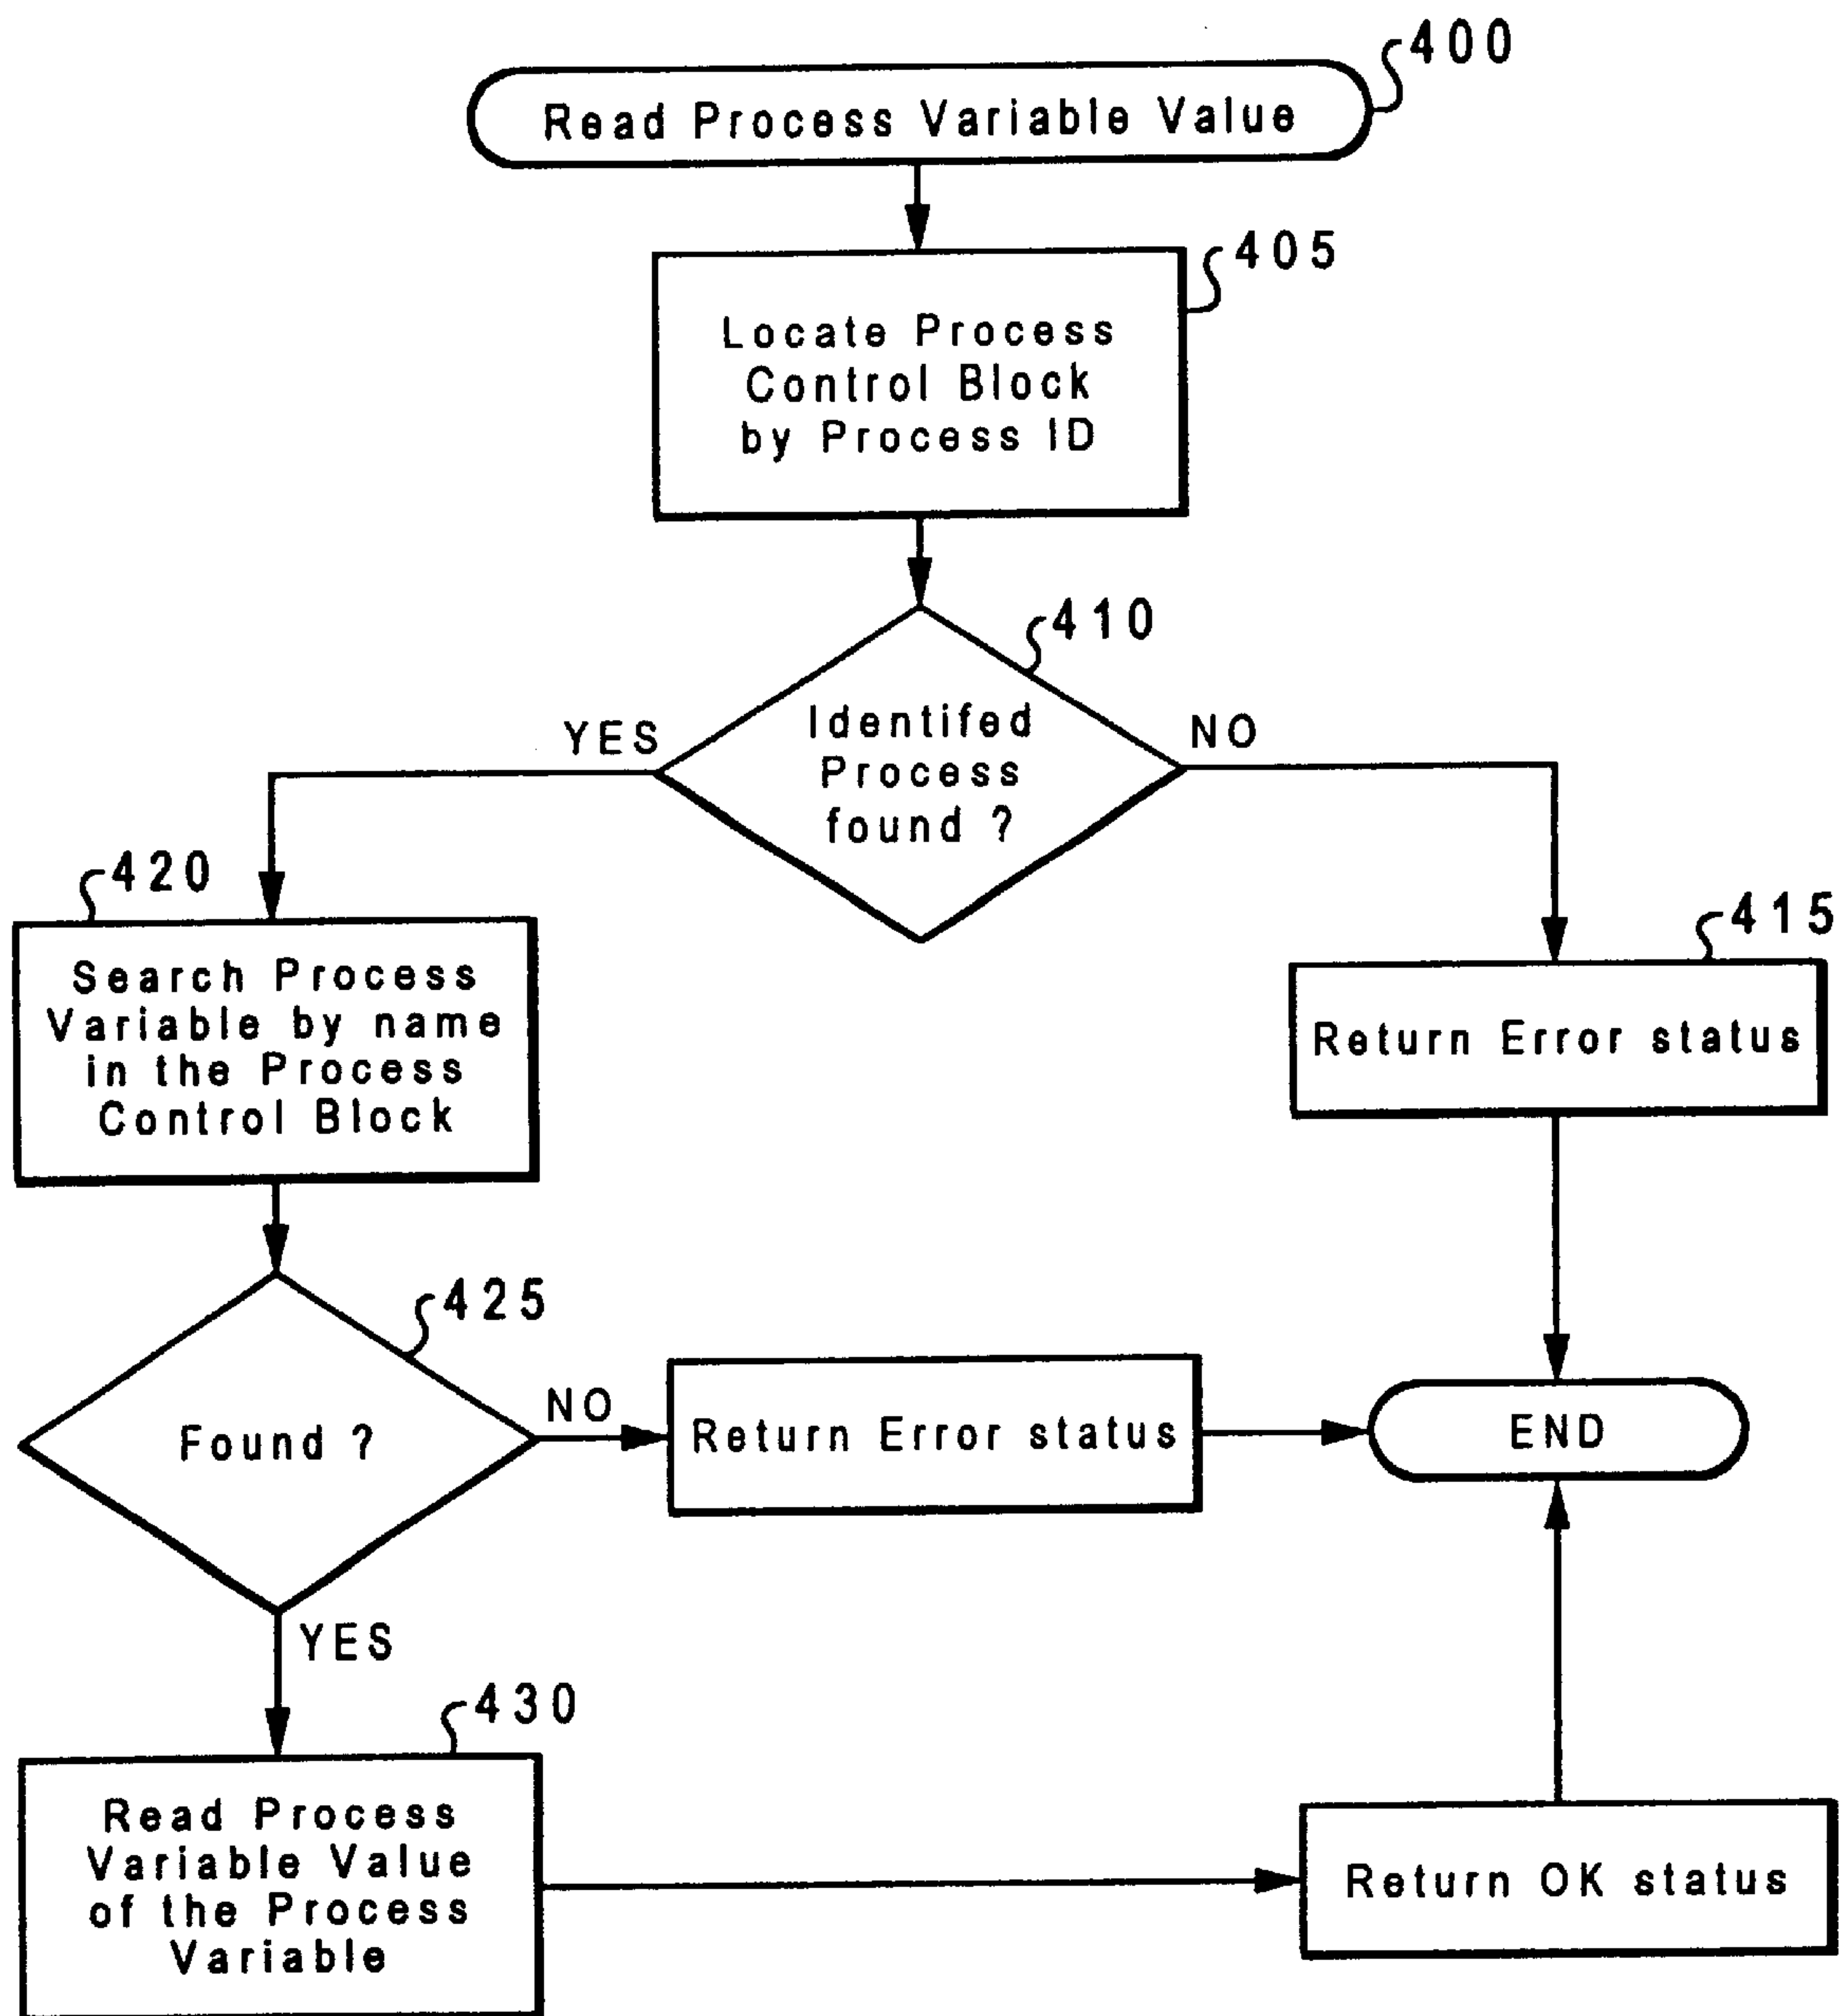 400
Read Process Variable Value
405
Locate Process
Control Block
by Process ID
410
Identifed
Process
found ?
YES
NO
420
Search Process
Variable by name
in the Process
Control Block
415
Return Error status
425
Found ?
NO
Return Error status
END
YES
430
Read Process
Variable Value
of the Process
Variable
Return OK status